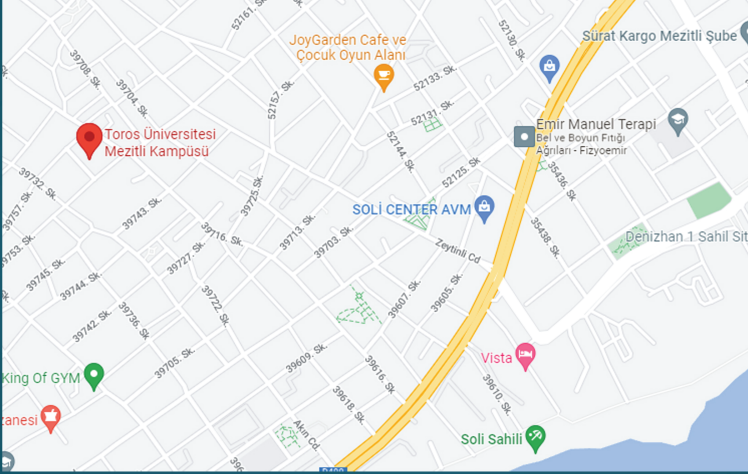 52161. Sk.
52130. Sk.
JoyGarden Cafe ve
Çocuk Oyun Alanı
Sürat Kargo Mezitli Şube
39708. Sk.
39704. Sk.
52133. Sk.
52157. Sk.
52131. Sk.
Toros Üniversitesi
Mezitli Kampüsü
52144. Sk.
Emir Manuel Terapi
Bel ve Boyun Fıtığı
Ağrıları - Fizyoemir
39732. Sk.
39725. Sk.
52125. Sk.
35436. Sk.
39757. Sk.
39743. Sk.
SOLİ CENTER AVM
39716. Sk.
39713. Sk.
39703. Sk.
35438. Sk.
Denizhan 1 Sahil Sit
39753. Sk.
39727. Sk.
Zeytinli Cd
39745. Sk.
39744. Sk.
39722. Sk.
39607. Sk.
39605. Sk.
39742. Sk.
39736. Sk.
39705. Sk.
39609. Sk.
Vista
King Of GYM
39616. Sk.
39610. Sk.
39618. Sk.
zanesi
Akın Cd.
Soli Sahili
D400